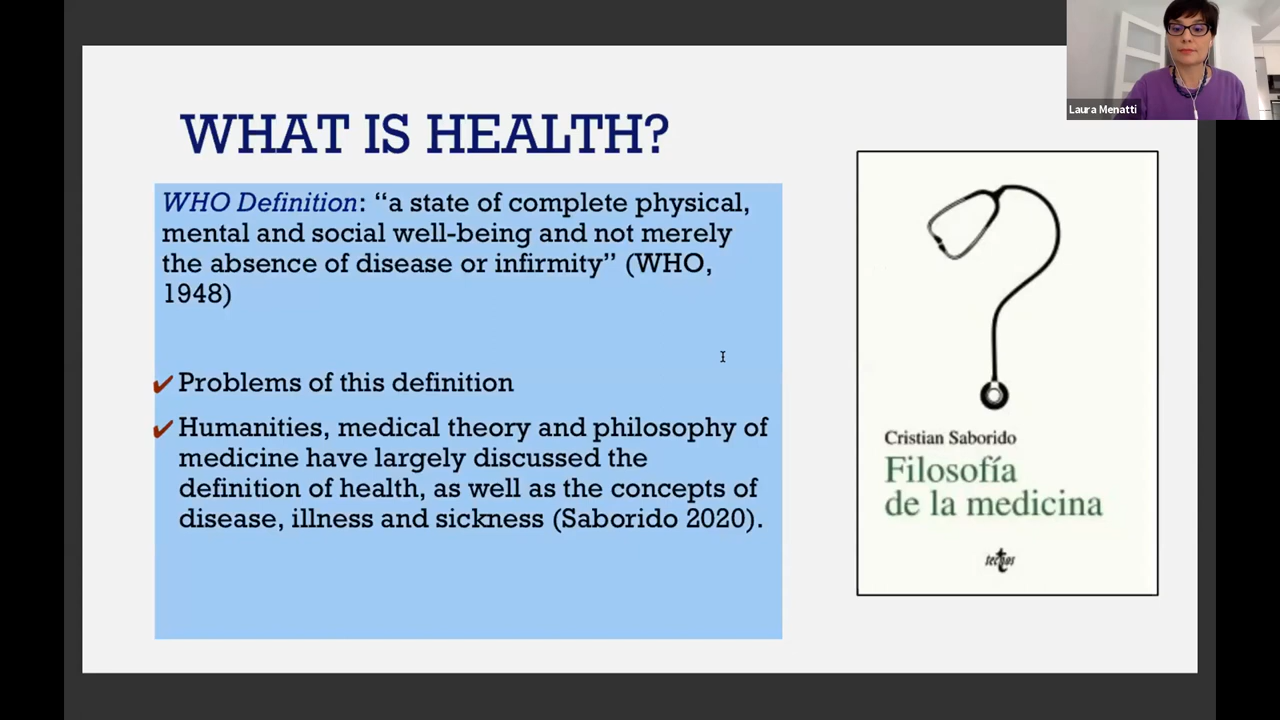 Laura Menatti
WHAT IS HEALTH?
WHO Definition: “a state of complete physical,
mental and social well-being and not merely
the absence of disease or infirmity” (WHO,
1948)
✔ Problems of this definition
✔ Humanities, medical theory and philosophy of
medicine have largely discussed the
definition of health, as well as the concepts of
disease, illness and sickness (Saborido 2020).
Cristian Saborido
Filosofía
de la medicina
tecnos